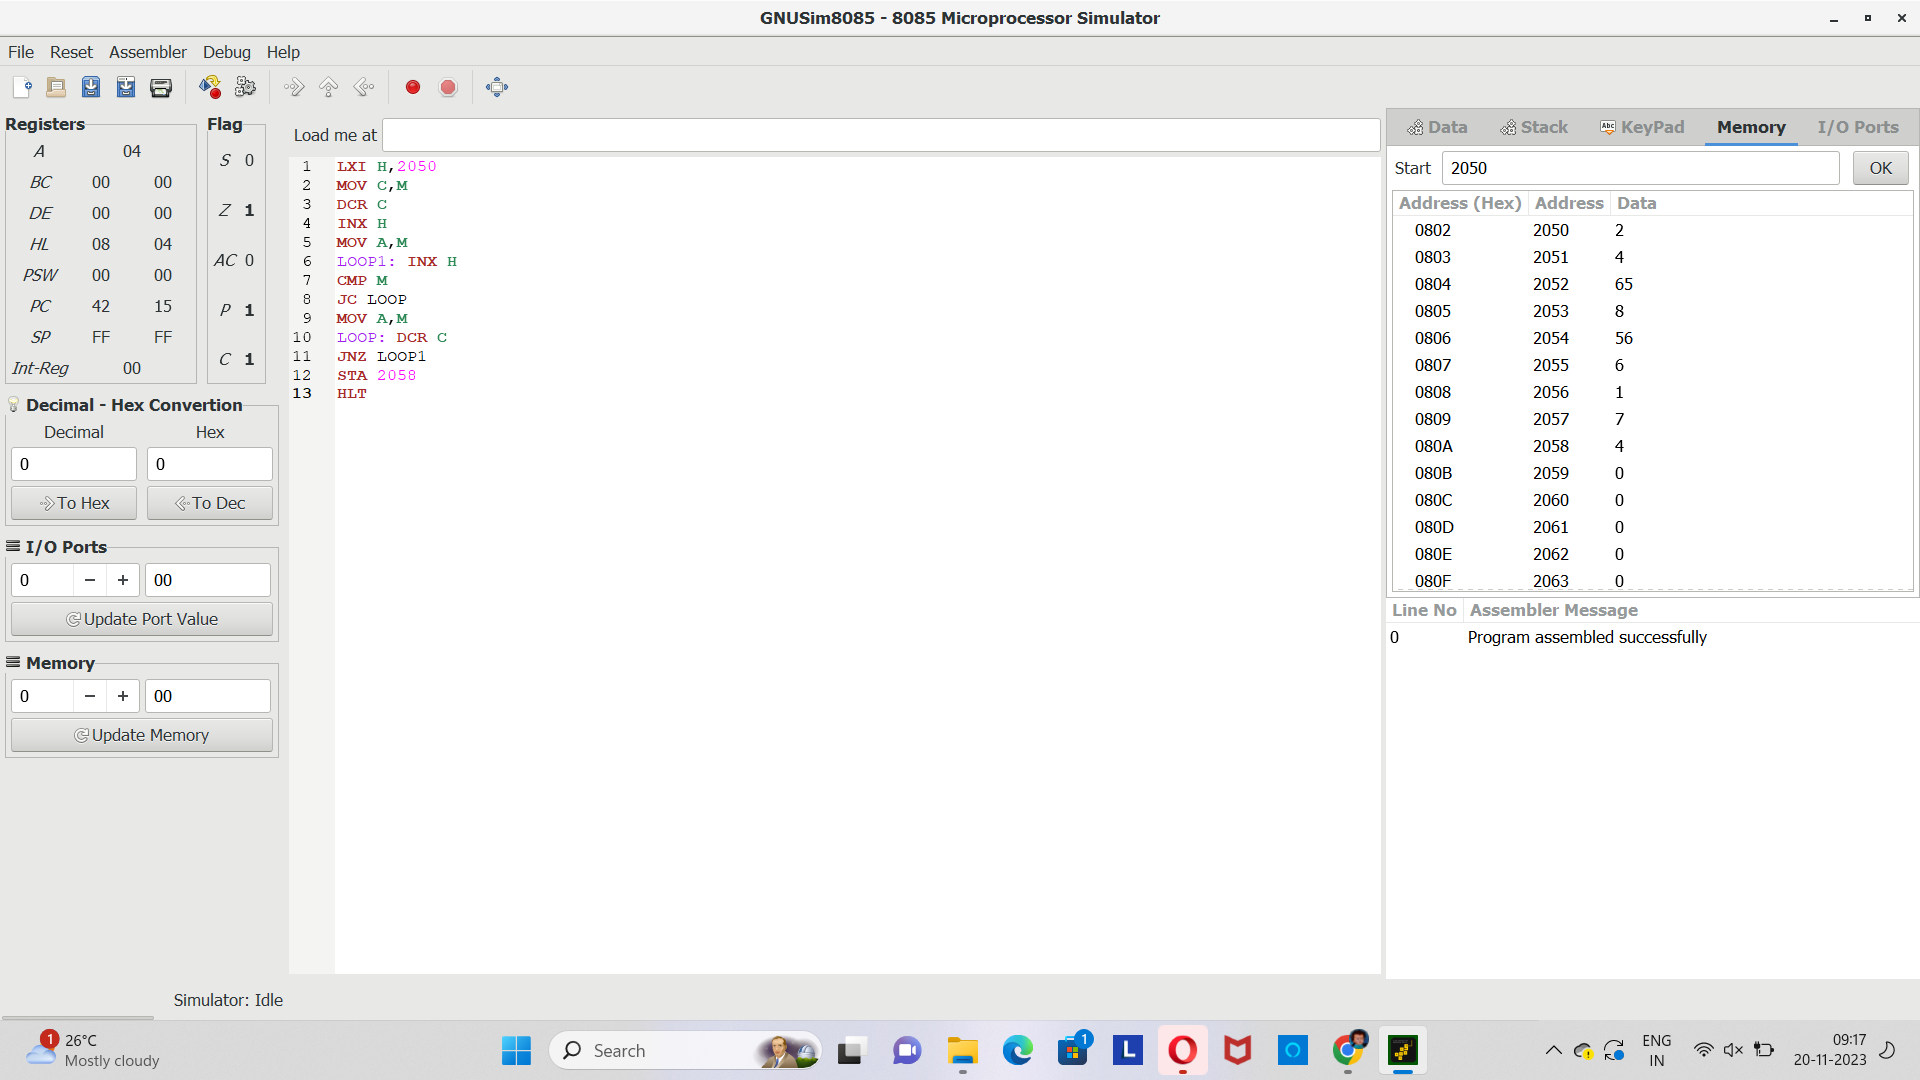 GNUSim8085 - 8085 Microprocessor Simulator
File Reset Assembler Debug Help
Registers
A 04
BC 00 00
DE 00 00
HL 08 04
PSW 00 00
PC 42 15
SP FF FF
Int-Reg 00
Flag
S 0
Z 1
AC 0
P 1
C 1
Decimal - Hex Convertion
Decimal Hex
0 0
To Hex To Dec
I/O Ports
0 − + 00
Update Port Value
Memory
0 − + 00
Update Memory
Load me at
1 LXI H,2050
2 MOV C,M
3 DCR C
4 INX H
5 MOV A,M
6 LOOP1: INX H
7 CMP M
8 JC LOOP
9 MOV A,M
10 LOOP: DCR C
11 JNZ LOOP1
12 STA 2058
13 HLT
Data Stack Abc KeyPad Memory I/O Ports
Start 2050 OK
Address (Hex) Address Data
0802 2050 2
0803 2051 4
0804 2052 65
0805 2053 8
0806 2054 56
0807 2055 6
0808 2056 1
0809 2057 7
080A 2058 4
080B 2059 0
080C 2060 0
080D 2061 0
080E 2062 0
080F 2063 0
Line No Assembler Message
0 Program assembled successfully
Simulator: Idle
1 26°C
Mostly cloudy
Search
1
L
ENG
IN
09:17
20-11-2023